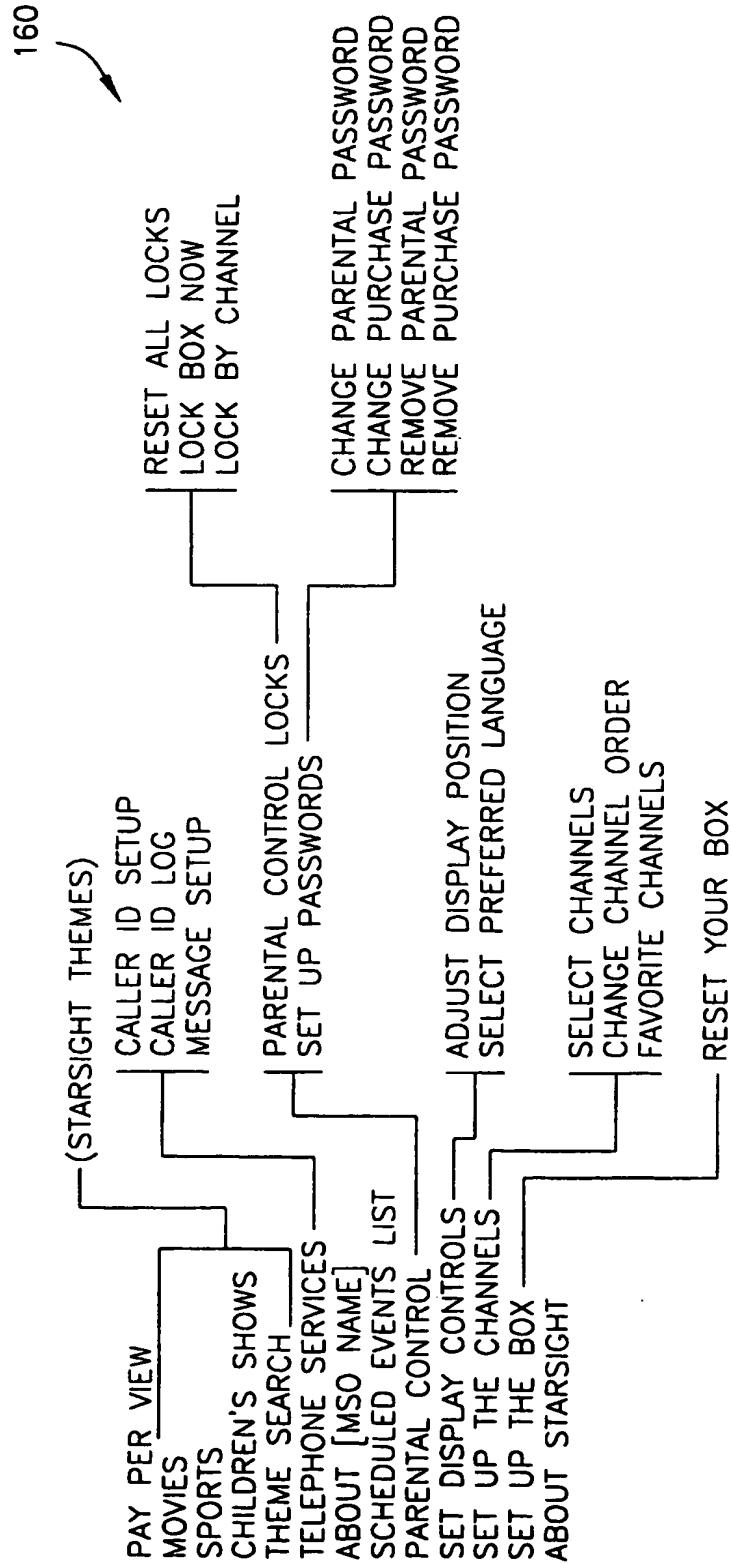 160
PAY PER VIEW
MOVIES
SPORTS
CHILDREN'S SHOWS
THEME SEARCH
TELEPHONE SERVICES
ABOUT [MSO NAME]
SCHEDULED EVENTS LIST
PARENTAL CONTROL
SET DISPLAY CONTROLS
SET UP THE CHANNELS
SET UP THE BOX
ABOUT STARSIGHT
(STARSIGHT THEMES)
CALLER ID SETUP
CALLER ID LOG
MESSAGE SETUP
PARENTAL CONTROL LOCKS
SET UP PASSWORDS
ADJUST DISPLAY POSITION
SELECT PREFERRED LANGUAGE
SELECT CHANNELS
CHANGE CHANNEL ORDER
FAVORITE CHANNELS
RESET YOUR BOX
RESET ALL LOCKS
LOCK BOX NOW
LOCK BY CHANNEL
CHANGE PARENTAL PASSWORD
CHANGE PURCHASE PASSWORD
REMOVE PARENTAL PASSWORD
REMOVE PURCHASE PASSWORD